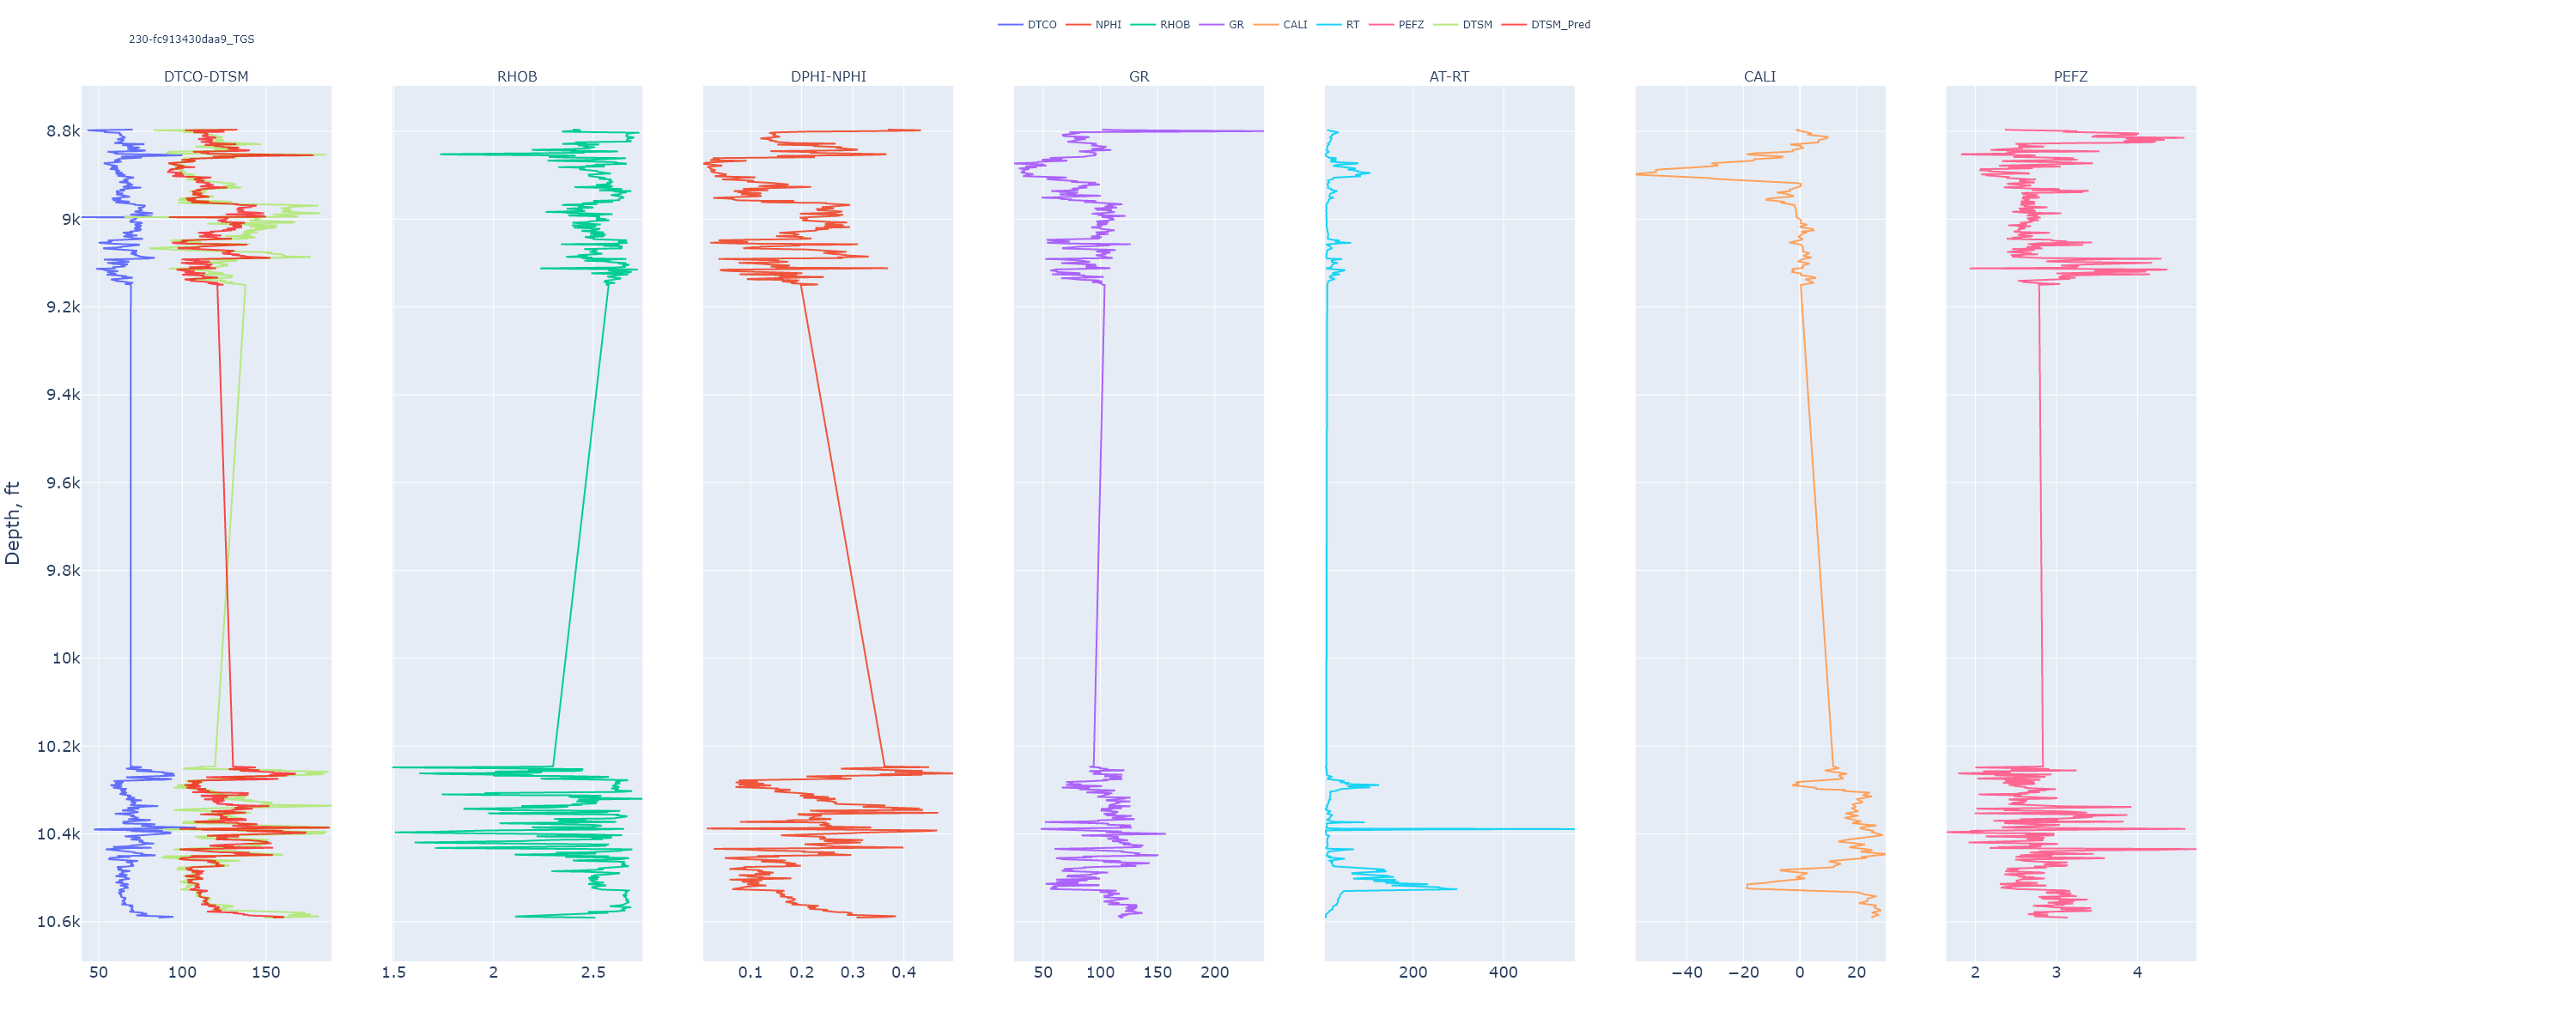 DTCO NPHI RHOB GR CALI RT PEFZ DTSM DTSM_Pred
230-fc913430daa9_TGS
DTCO-DTSM RHOB DPHI-NPHI GR AT-RT CALI PEFZ
8.8k
9k
9.2k
9.4k
9.6k
9.8k
10k
10.2k
10.4k
10.6k
Depth, ft
50 100 150 1.5 2 2.5 0.1 0.2 0.3 0.4 50 100 150 200 200 400 −40 −20 0 20 2 3 4